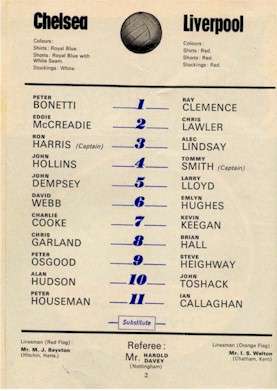 Chelsea
Liverpool
Colours:
Shirts: Royal Blue.
Shorts: Royal Blue with
White Seam.
Stockings: White.
Colours:
Shirts: Red.
Shorts: Red.
Stockings: Red.
PETER BONETTI 1 RAY CLEMENCE
EDDIE McCREADIE 2 CHRIS LAWLER
RON HARRIS (Captain) 3 ALEC LINDSAY
JOHN HOLLINS 4 TOMMY SMITH (Captain)
JOHN DEMPSEY 5 LARRY LLOYD
DAVID WEBB 6 EMLYN HUGHES
CHARLIE COOKE 7 KEVIN KEEGAN
CHRIS GARLAND 8 BRIAN HALL
PETER OSGOOD 9 STEVE HEIGHWAY
ALAN HUDSON 10 JOHN TOSHACK
PETER HOUSEMAN 11 IAN CALLAGHAN
Substitute
Linesman (Red Flag)
Mr. M. J. Bayston
(Hitchin, Herts.)
Referee:
Mr. HAROLD DAVEY
(Nottingham)
Linesman (Orange Flag)
Mr. I. S. Walton
(Chatham, Kent)
2